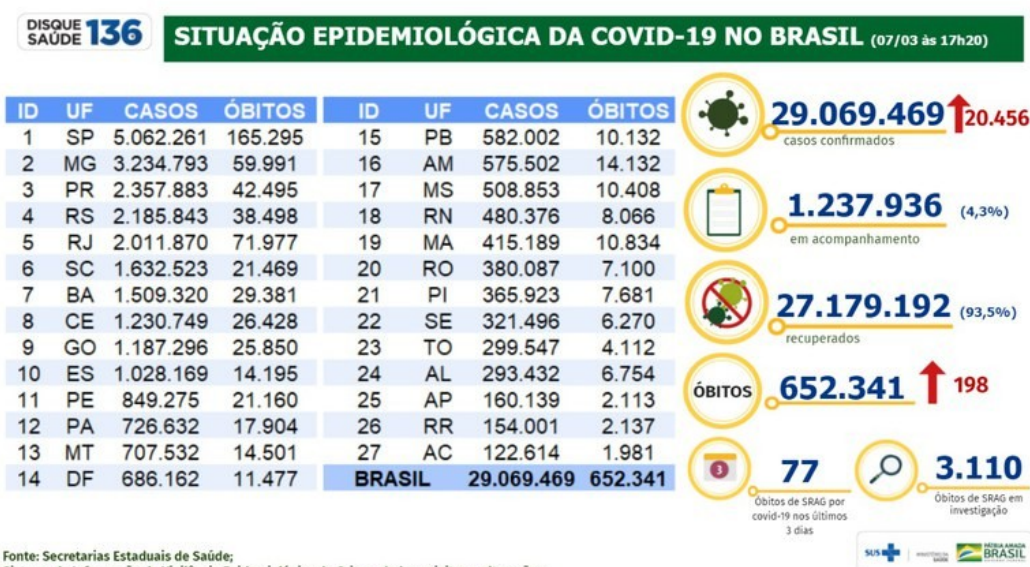 DISQUE SAÚDE 136
SITUAÇÃO EPIDEMIOLÓGICA DA COVID-19 NO BRASIL (07/03 às 17h20)
ID UF CASOS ÓBITOS ID UF CASOS ÓBITOS
1 SP 5.062.261 165.295 15 PB 582.002 10.132
2 MG 3.234.793 59.991 16 AM 575.502 14.132
3 PR 2.357.883 42.495 17 MS 508.853 10.408
4 RS 2.185.843 38.498 18 RN 480.376 8.066
5 RJ 2.011.870 71.977 19 MA 415.189 10.834
6 SC 1.632.523 21.469 20 RO 380.087 7.100
7 BA 1.509.320 29.381 21 PI 365.923 7.681
8 CE 1.230.749 26.428 22 SE 321.496 6.270
9 GO 1.187.296 25.850 23 TO 299.547 4.112
10 ES 1.028.169 14.195 24 AL 293.432 6.754
11 PE 849.275 21.160 25 AP 160.139 2.113
12 PA 726.632 17.904 26 RR 154.001 2.137
13 MT 707.532 14.501 27 AC 122.614 1.981
14 DF 686.162 11.477 BRASIL 29.069.469 652.341
29.069.469 20.456
casos confirmados
1.237.936 (4,3%)
em acompanhamento
27.179.192 (93,5%)
recuperados
ÓBITOS 652.341 198
3
77
Óbitos de SRAG por
covid-19 nos últimos
3 dias
3.110
Óbitos de SRAG em
investigação
Fonte: Secretarias Estaduais de Saúde;
SUS
PÁTRIA AMADA
BRASIL